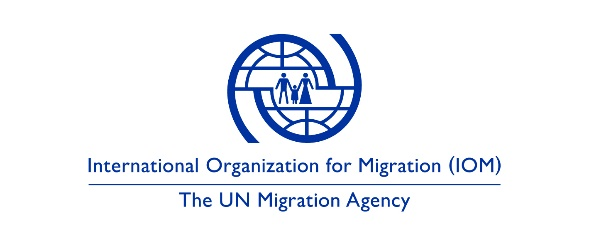 International Organization for Migration (IOM)
The UN Migration Agency